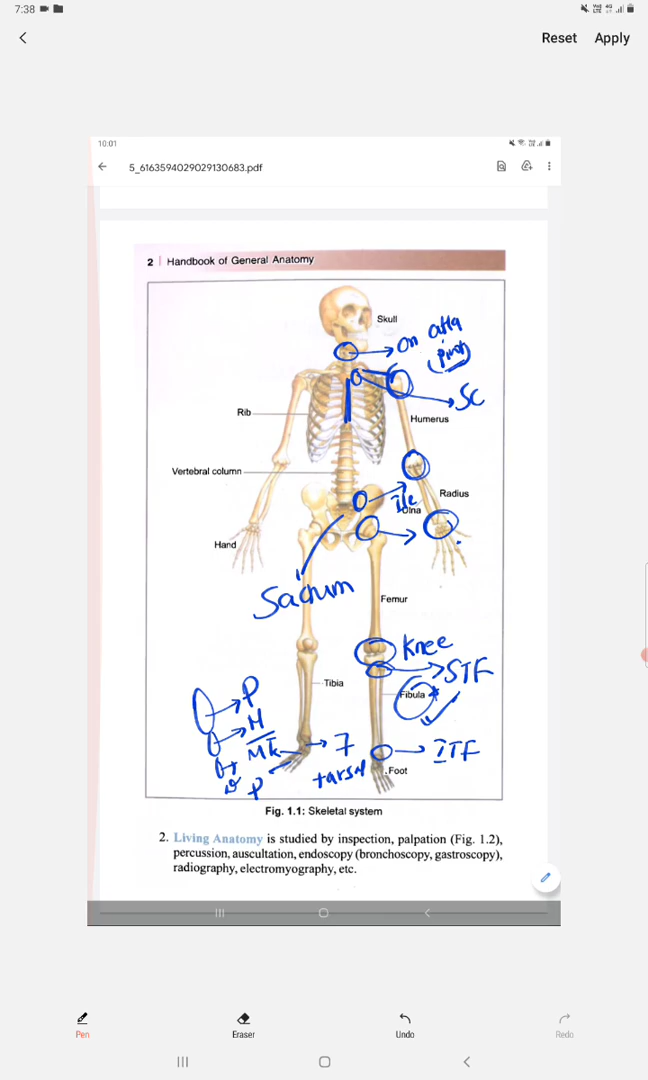 7:38
Reset Apply
10:01
5_6163594029029130683.pdf
2 | Handbook of General Anatomy
Skull
on
SC
Rib
Humerus
Vertebral column
Radius
Hand
Sacrum
Femur
Knee
STF
Tibia
Fibula
P
H
7
ITF
P
Foot
Fig. 1.1: Skeletal system
2. Living Anatomy is studied by inspection, palpation (Fig. 1.2),
percussion, auscultation, endoscopy (bronchoscopy, gastroscopy),
radiography, electromyography, etc.
Pen Eraser Undo Redo